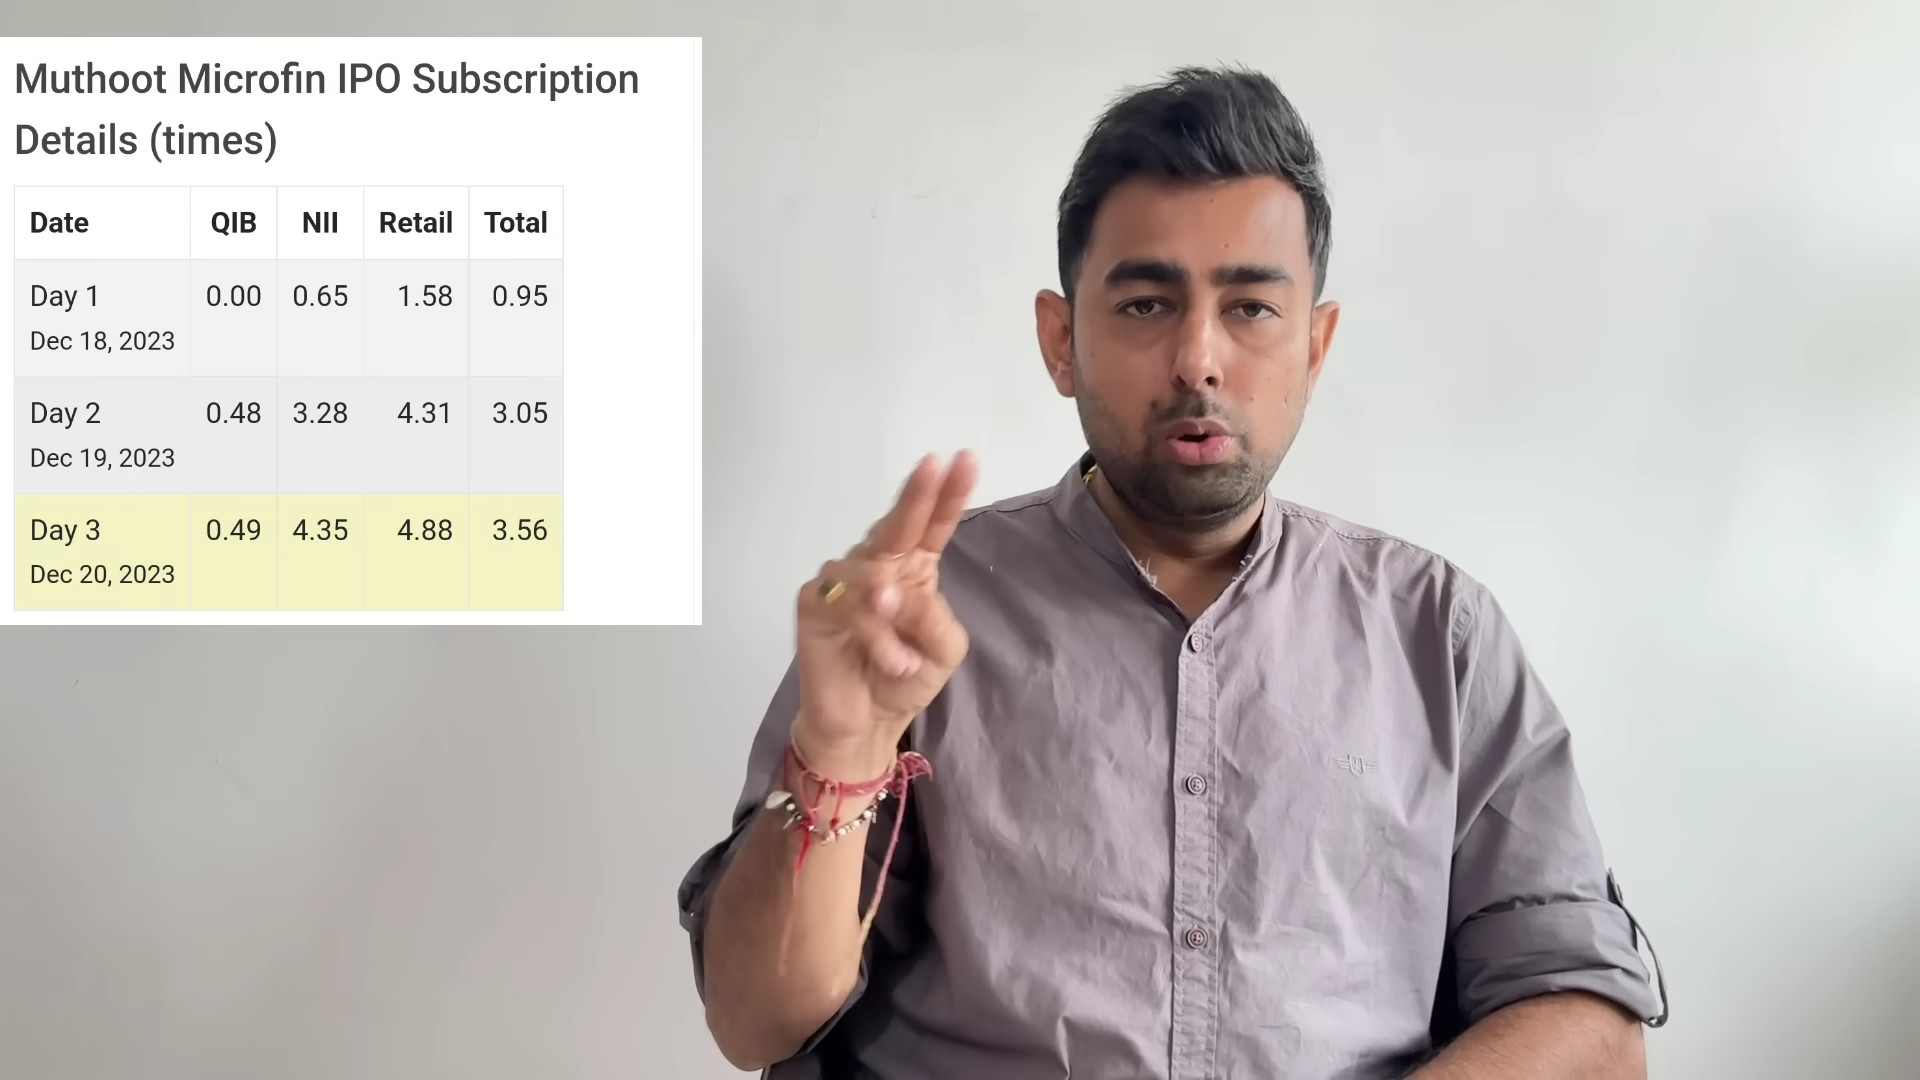 Muthoot Microfin IPO Subscription
Details (times)
Date QIB NII Retail Total
Day 1 0.00 0.65 1.58 0.95
Dec 18, 2023
Day 2 0.48 3.28 4.31 3.05
Dec 19, 2023
Day 3 0.49 4.35 4.88 3.56
Dec 20, 2023